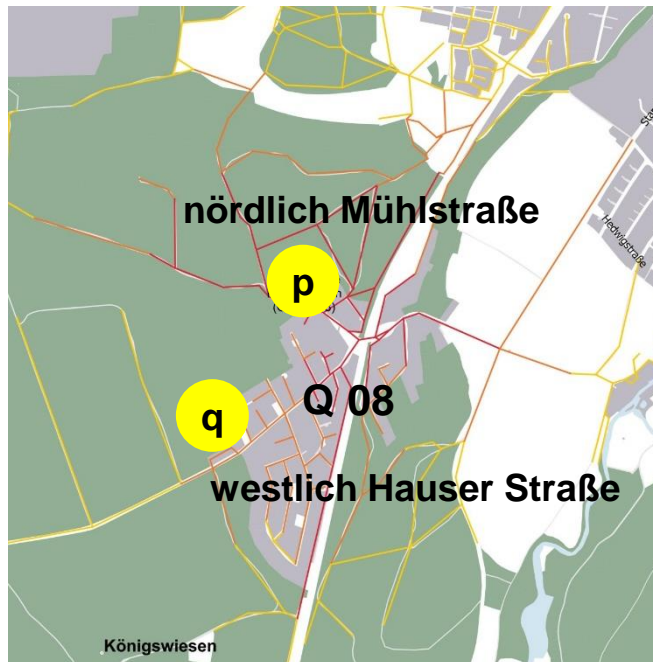 nördlich Mühlstraße
Hedwigstraße
p
Q 08
q
westlich Hauser Straße
Königswiesen